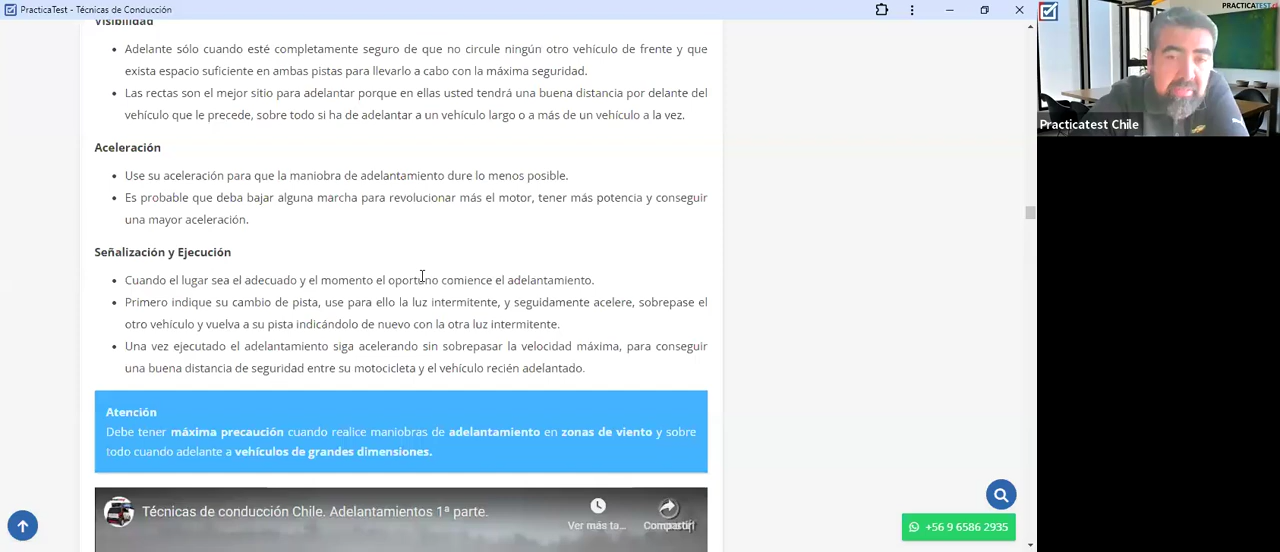 PracticaTest - Técnicas de Conducción
Visibilidad
• Adelante sólo cuando esté completamente seguro de que no circule ningún otro vehiculo de frente y que
exista espacio suficiente en ambas pistas para llevarlo a cabo con la máxima seguridad.
• Las rectas son el mejor sitio para adelantar porque en ellas usted tendrá una buena distancia por delante del
vehículo que le precede, sobre todo si ha de adelantar a un vehículo largo o a más de un vehículo a la vez.
Aceleración
• Use su aceleración para que la maniobra de adelantamiento dure lo menos posible.
• Es probable que deba bajar alguna marcha para revolucionar más el motor, tener más potencia y conseguir
una mayor aceleración.
Señalización y Ejecución
• Cuando el lugar sea el adecuado y el momento el oportuno comience el adelantamiento.
• Primero indique su cambio de pista, use para ello la luz intermitente, y seguidamente acelere, sobrepase el
otro vehículo y vuelva a su pista indicándolo de nuevo con la otra luz intermitente.
• Una vez ejecutado el adelantamiento siga acelerando sin sobrepasar la velocidad máxima, para conseguir
una buena distancia de seguridad entre su motocicleta y el vehículo recién adelantado.
Atención
Debe tener máxima precaución cuando realice maniobras de adelantamiento en zonas de viento y sobre
todo cuando adelante a vehículos de grandes dimensiones.
Técnicas de conducción Chile. Adelantamientos 1ª parte.
Ver más ta...
Compartir
+56 9 6586 2935
PRACTICATEST
Practicatest Chile